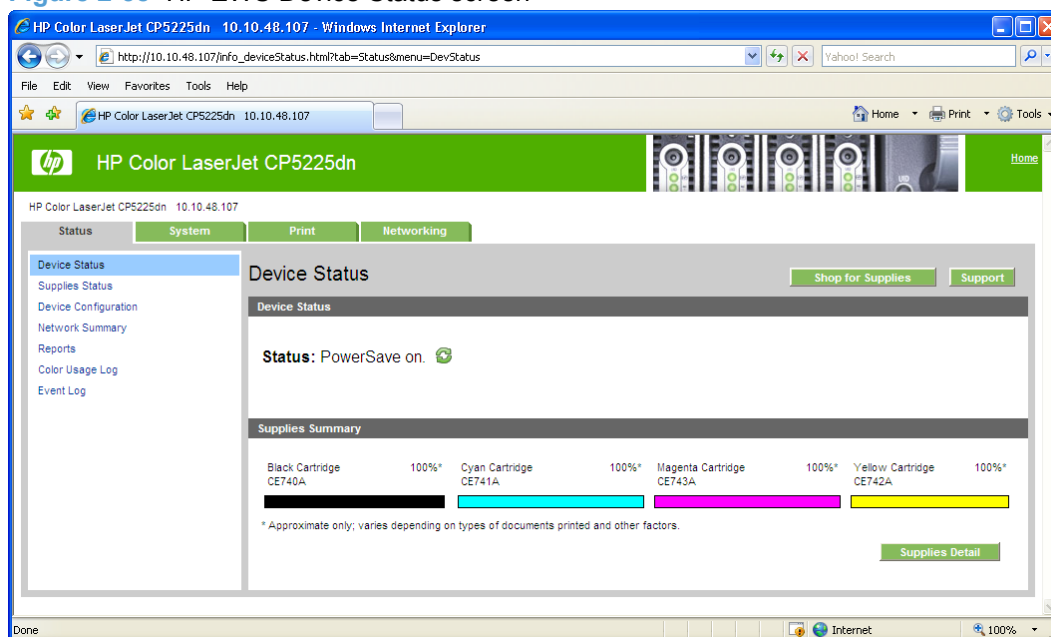 HP Color LaserJet CP5225dn 10.10.48.107 - Windows Internet Explorer
http://10.10.48.107/info_deviceStatus.html?tab=Status&menu=DevStatus
Yahoo! Search
File Edit View Favorites Tools Help
HP Color LaserJet CP5225dn 10.10.48.107
Home Print Tools
hp HP Color LaserJet CP5225dn
UID
Home
HP Color LaserJet CP5225dn 10.10.48.107
Status System Print Networking
Device Status
Supplies Status
Device Configuration
Network Summary
Reports
Color Usage Log
Event Log
Device Status
Shop for Supplies Support
Device Status
Status: PowerSave on.
Supplies Summary
Black Cartridge 100%* Cyan Cartridge 100%* Magenta Cartridge 100%* Yellow Cartridge 100%*
CE740A CE741A CE743A CE742A
* Approximate only; varies depending on types of documents printed and other factors.
Supplies Detail
Done Internet 100%